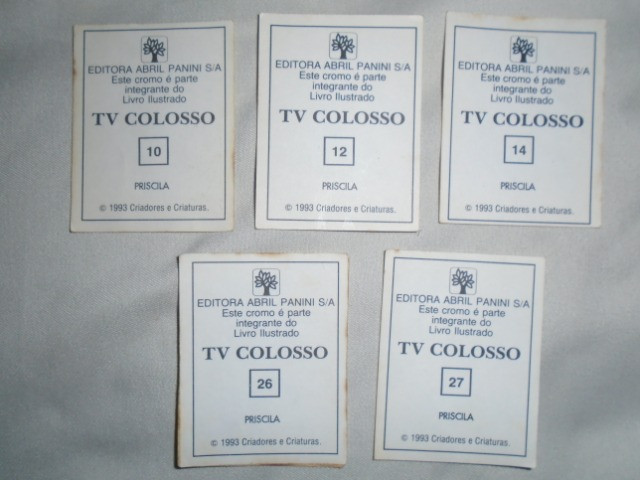 EDITORA ABRIL PANINI S/A
Este cromo é parte
integrante do
Livro Ilustrado
TV COLOSSO
10
PRISCILA
© 1993 Criadores e Criaturas.
EDITORA ABRIL PANINI S/A
Este cromo é parte
integrante do
Livro Ilustrado
TV COLOSSO
12
PRISCILA
© 1993 Criadores e Criaturas.
EDITORA ABRIL PANINI S/A
Este cromo é parte
integrante do
Livro Ilustrado
TV COLOSSO
14
PRISCILA
© 1993 Criadores e Criaturas.
EDITORA ABRIL PANINI S/A
Este cromo é parte
integrante do
Livro Ilustrado
TV COLOSSO
26
PRISCILA
© 1993 Criadores e Criaturas.
EDITORA ABRIL PANINI S/A
Este cromo é parte
integrante do
Livro Ilustrado
TV COLOSSO
27
PRISCILA
© 1993 Criadores e Criaturas.